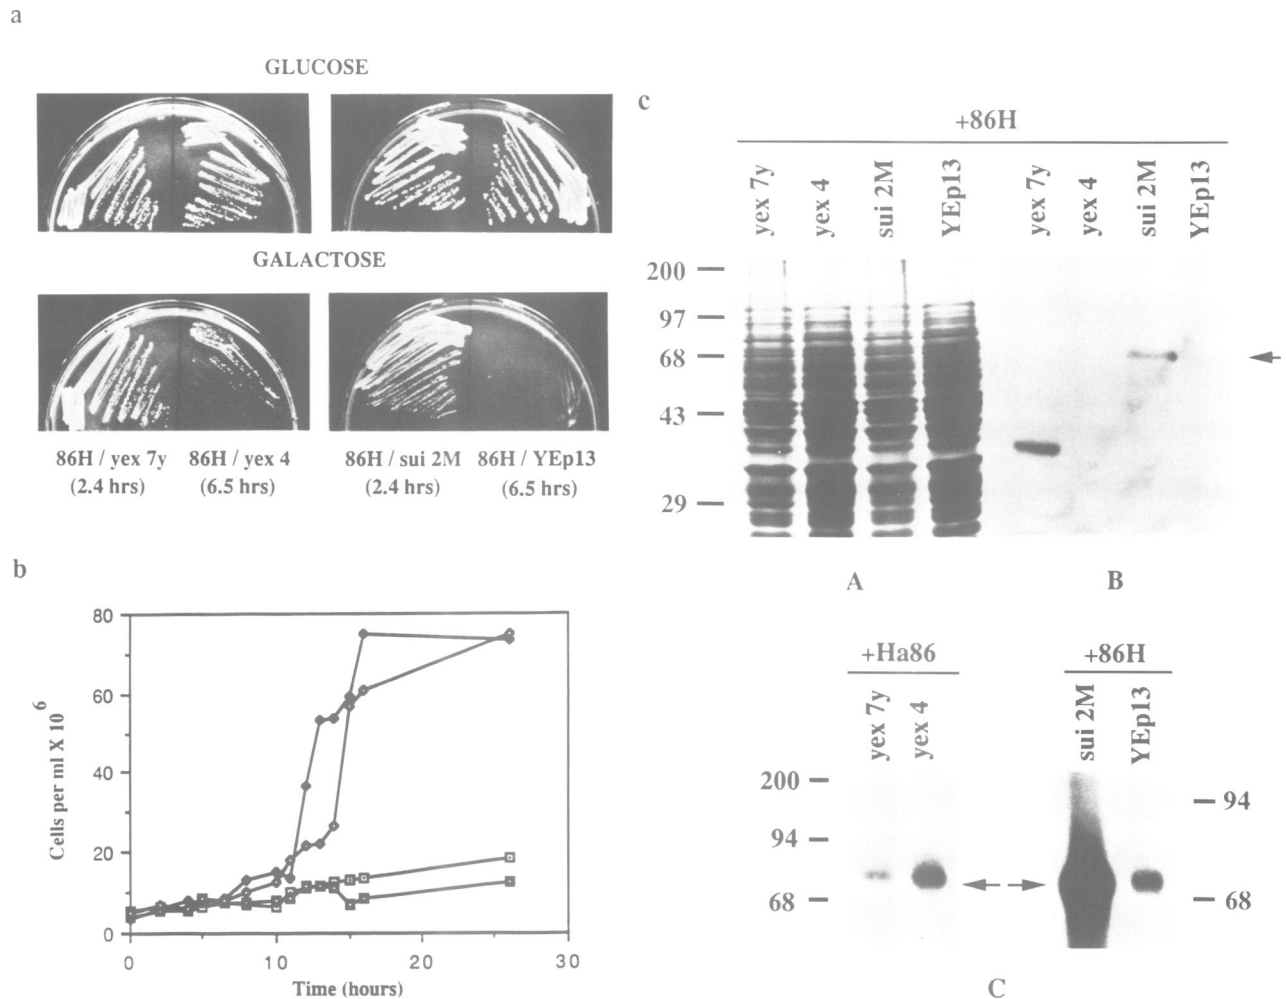 a
GLUCOSE
GALACTOSE
86H / yex 7y 86H / yex 4 86H / sui 2M 86H / YEp13
(2.4 hrs) (6.5 hrs) (2.4 hrs) (6.5 hrs)
b
80
60
40
20
0
0 10 20 30
Cells per ml X 10^6
Time (hours)
c
+86H
yex 7y yex 4 sui 2M YEp13 yex 7y yex 4 sui 2M YEp13
200
97
68
43
29
A B
+Ha86 +86H
yex 7y yex 4 sui 2M YEp13
200
94
68
94
68
C